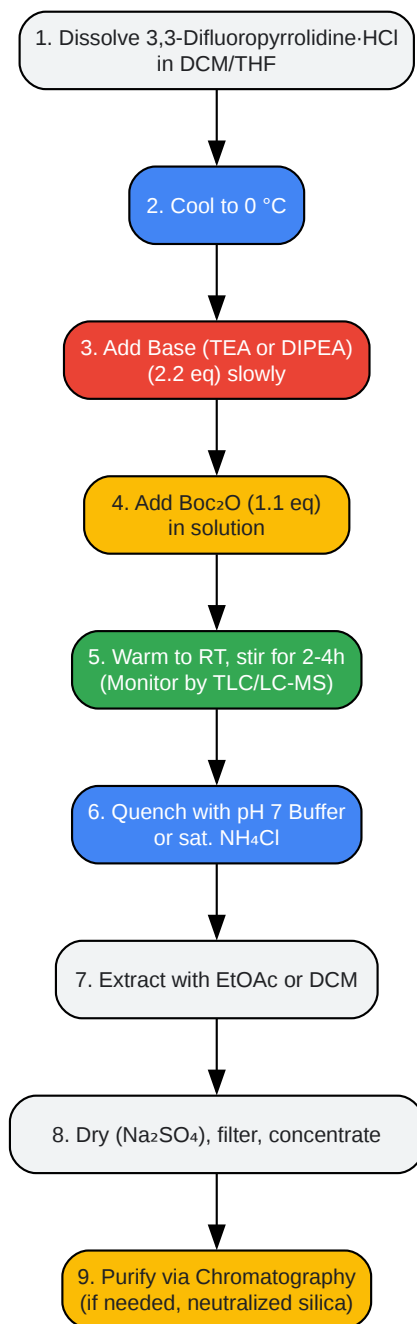 1. Dissolve 3,3-Difluoropyrrolidine·HCl
in DCM/THF
2. Cool to 0 °C
3. Add Base (TEA or DIPEA)
(2.2 eq) slowly
4. Add Boc₂O (1.1 eq)
in solution
5. Warm to RT, stir for 2-4h
(Monitor by TLC/LC-MS)
6. Quench with pH 7 Buffer
or sat. NH₄Cl
7. Extract with EtOAc or DCM
8. Dry (Na₂SO₄), filter, concentrate
9. Purify via Chromatography
(if needed, neutralized silica)